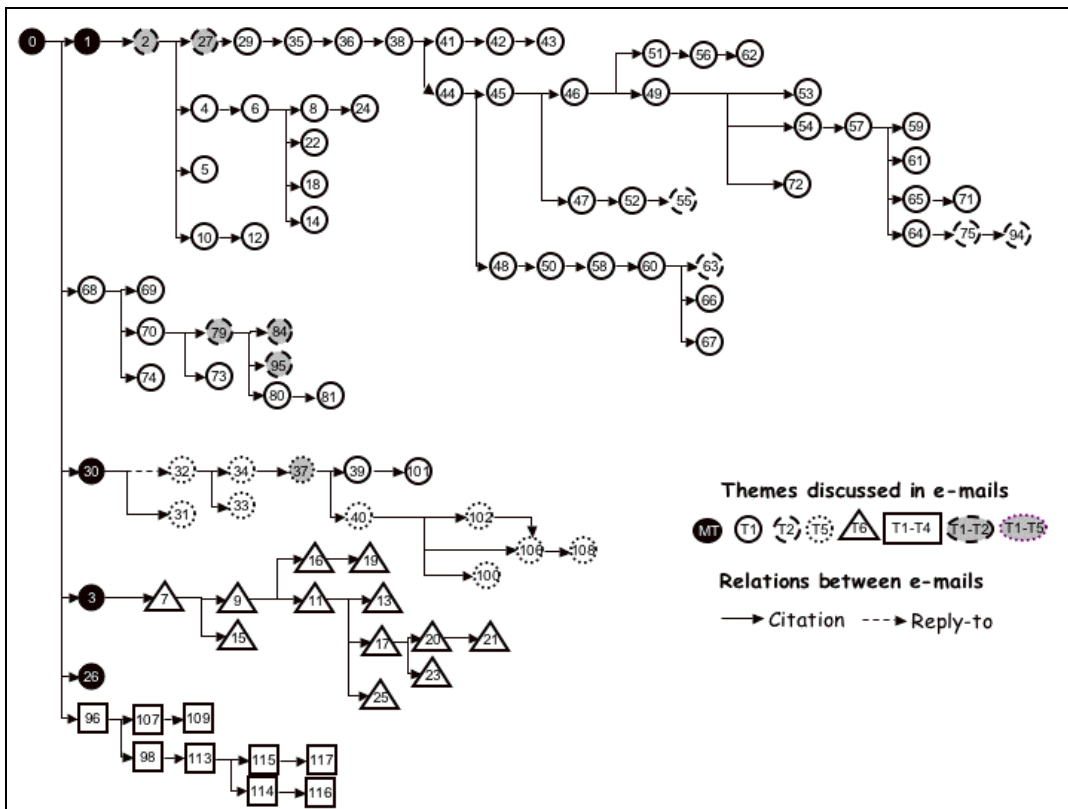 0 1 2 27 29 35 36 38 41 42 43
51 56 62
44 45 46 49 53
4 6 8 24
54 57 59
22
5 61
18 72
47 52 55 65 71
14
10 12 64 75 94
48 50 58 60 63
68 69 66
70 79 84 67
95
74 73 80 81
30 32 34 37 39 101
31 33 40 102
106 108
100
16 19
3 7 9 11 13
15 17 20 21
23
25
26
96 107 109
98 113 115 117
114 116
Themes discussed in e-mails
MT T1 T2 T5 T6 T1-T4 T1-T2 T1-T5
Relations between e-mails
Citation Reply-to